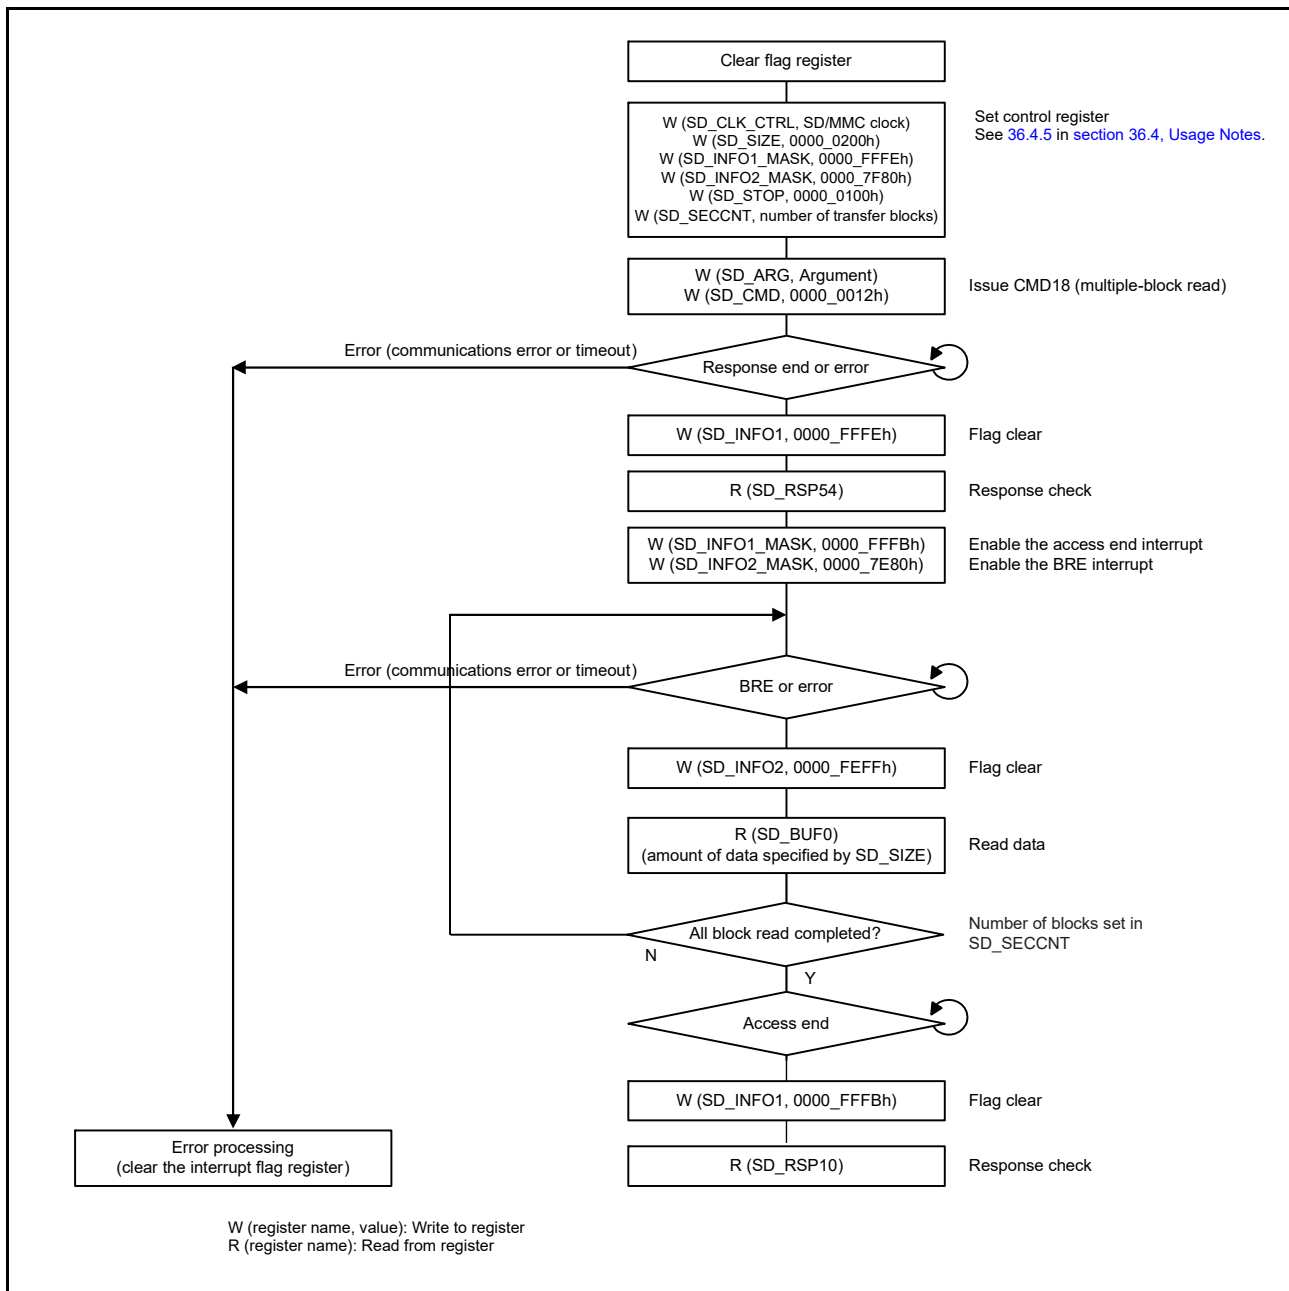 Clear flag register
W (SD_CLK_CTRL, SD/MMC clock)
W (SD_SIZE, 0000_0200h)
W (SD_INFO1_MASK, 0000_FFFEh)
W (SD_INFO2_MASK, 0000_7F80h)
W (SD_STOP, 0000_0100h)
W (SD_SECCNT, number of transfer blocks)
Set control register
See 36.4.5 in section 36.4, Usage Notes.
W (SD_ARG, Argument)
W (SD_CMD, 0000_0012h)
Issue CMD18 (multiple-block read)
Error (communications error or timeout)
Response end or error
W (SD_INFO1, 0000_FFFEh)
Flag clear
R (SD_RSP54)
Response check
W (SD_INFO1_MASK, 0000_FFFBh)
W (SD_INFO2_MASK, 0000_7E80h)
Enable the access end interrupt
Enable the BRE interrupt
Error (communications error or timeout)
BRE or error
W (SD_INFO2, 0000_FEFFh)
Flag clear
R (SD_BUF0)
(amount of data specified by SD_SIZE)
Read data
All block read completed?
Number of blocks set in
SD_SECCNT
N
Y
Access end
W (SD_INFO1, 0000_FFFBh)
Flag clear
Error processing
(clear the interrupt flag register)
R (SD_RSP10)
Response check
W (register name, value): Write to register
R (register name): Read from register